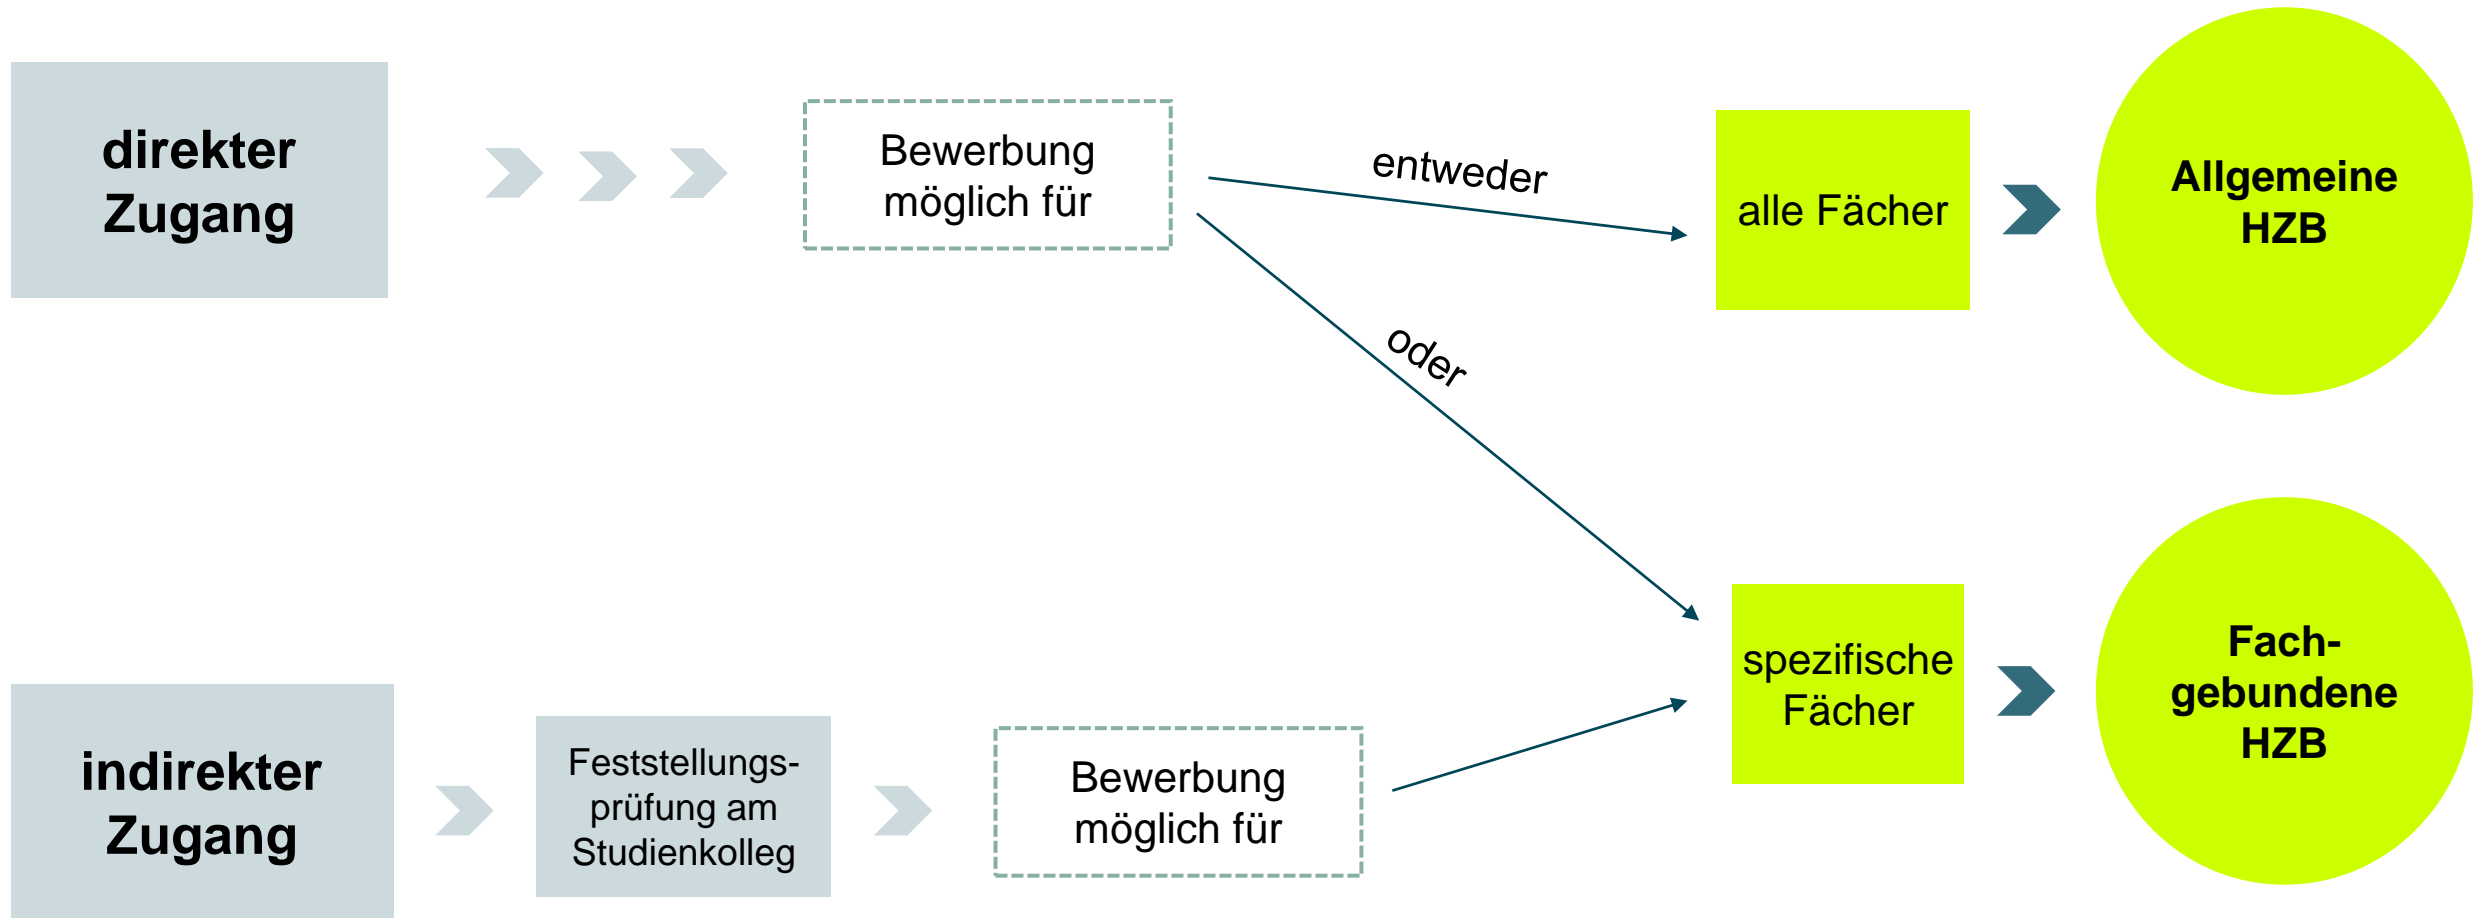 direkter
Zugang
Bewerbung
möglich für
entweder
oder
alle Fächer
Allgemeine
HZB
indirekter
Zugang
Feststellungs-
prüfung am
Studienkolleg
Bewerbung
möglich für
spezifische
Fächer
Fach-
gebundene
HZB